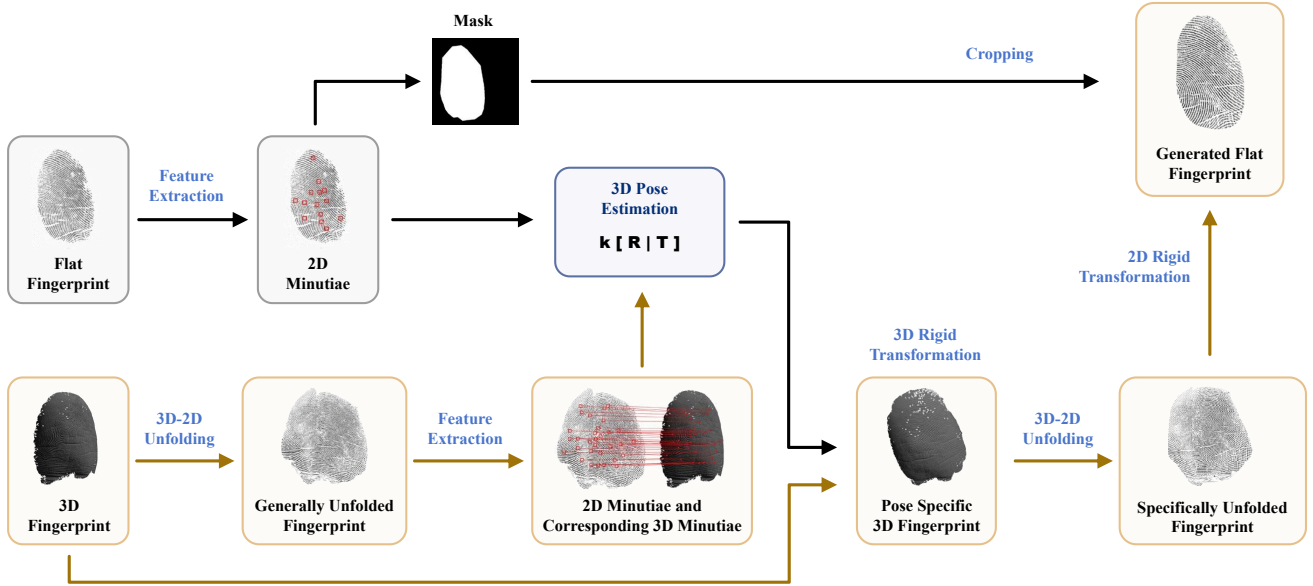 Mask
Cropping
Generated Flat
Fingerprint
Feature
Extraction
3D Pose
Estimation
k [ R | T ]
Flat
Fingerprint
2D
Minutiae
2D Rigid
Transformation
3D Rigid
Transformation
3D-2D
Unfolding
Feature
Extraction
3D-2D
Unfolding
3D
Fingerprint
Generally Unfolded
Fingerprint
2D Minutiae and
Corresponding 3D Minutiae
Pose Specific
3D Fingerprint
Specifically Unfolded
Fingerprint